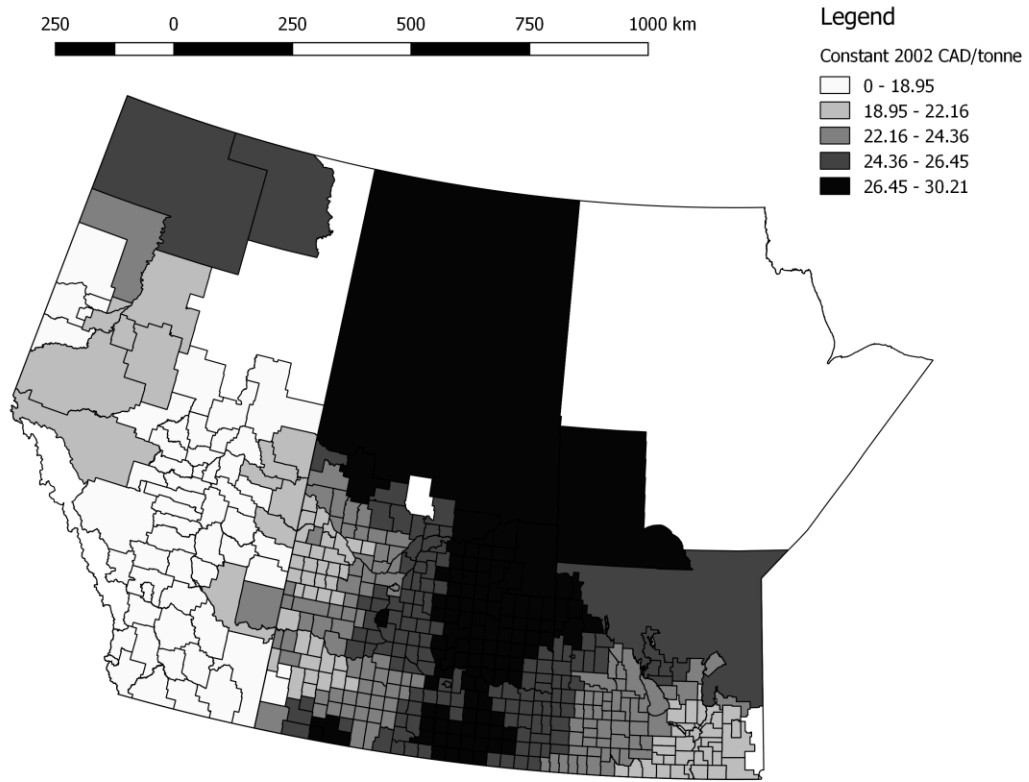 250 0 250 500 750 1000 km
Legend
Constant 2002 CAD/tonne
0 - 18.95
18.95 - 22.16
22.16 - 24.36
24.36 - 26.45
26.45 - 30.21